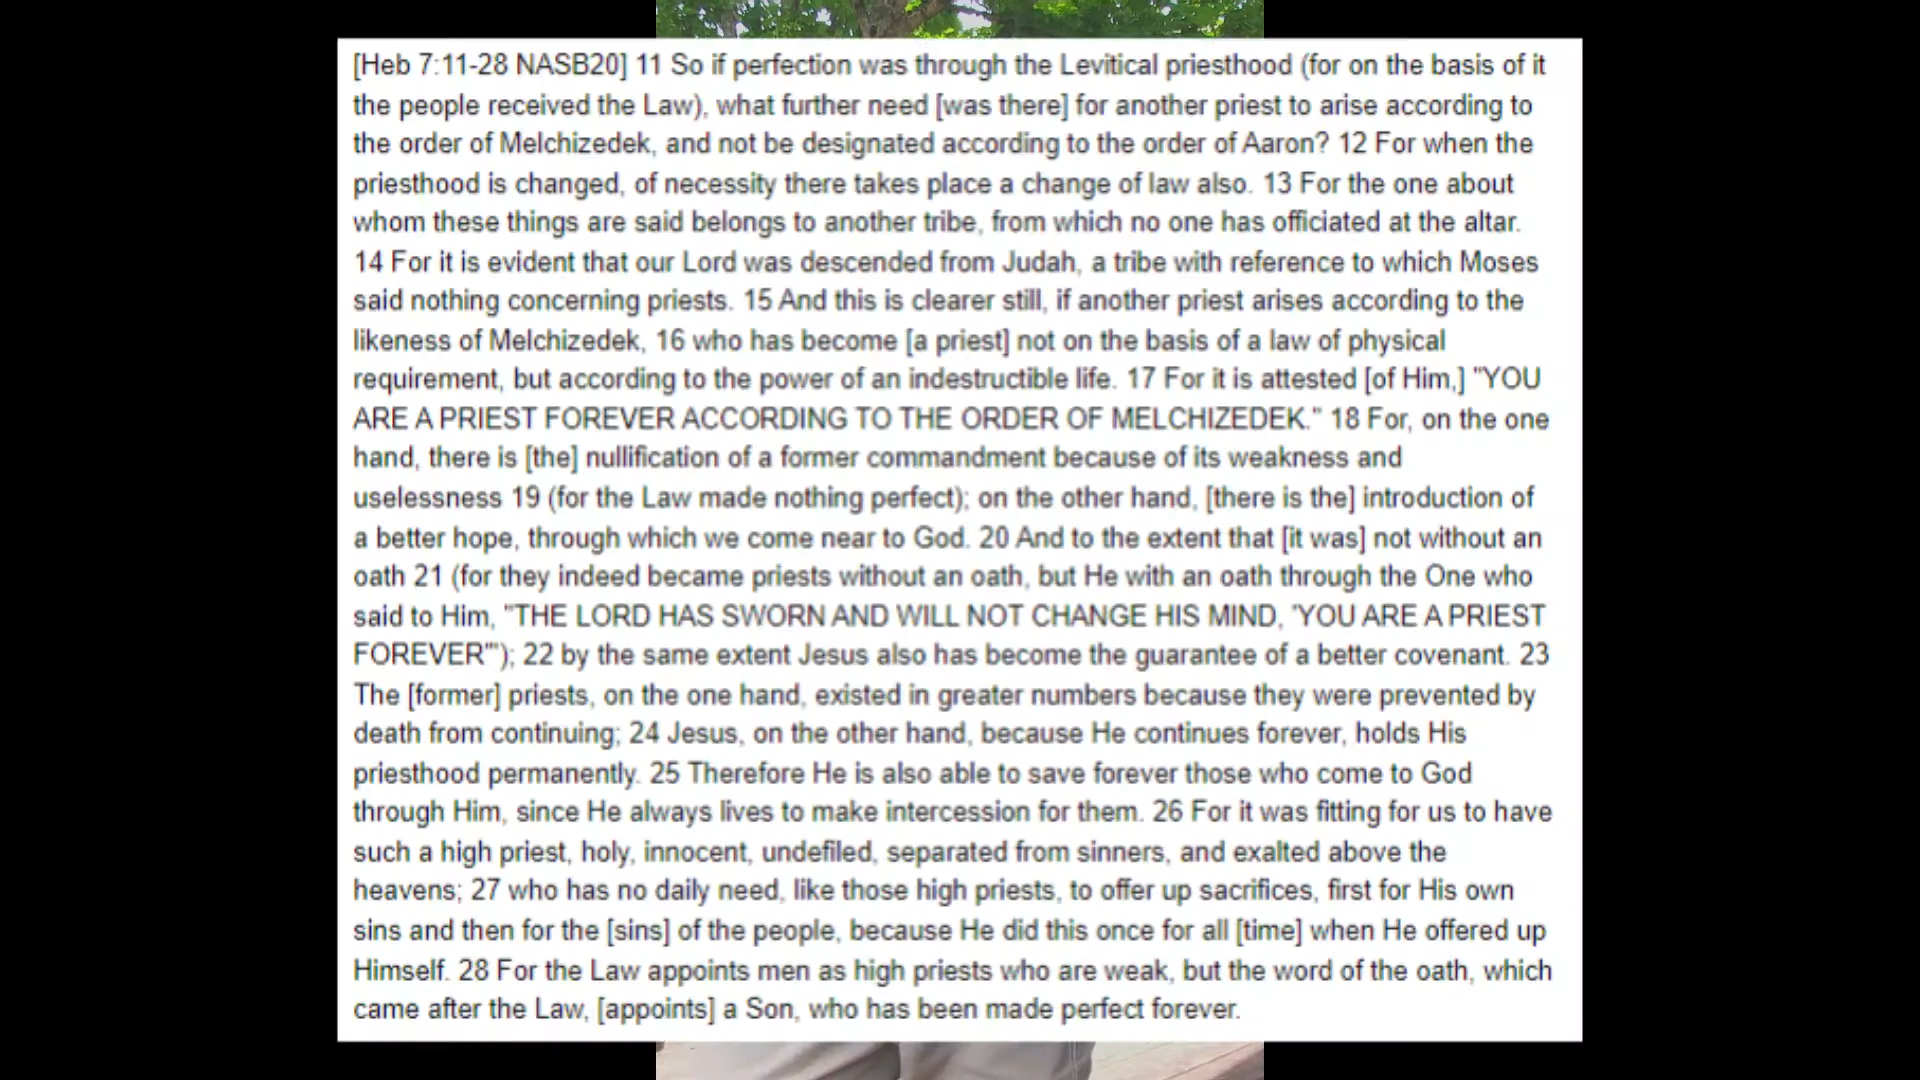 [Heb 7:11-28 NASB20] 11 So if perfection was through the Levitical priesthood (for on the basis of it
the people received the Law), what further need [was there] for another priest to arise according to
the order of Melchizedek, and not be designated according to the order of Aaron? 12 For when the
priesthood is changed, of necessity there takes place a change of law also. 13 For the one about
whom these things are said belongs to another tribe, from which no one has officiated at the altar.
14 For it is evident that our Lord was descended from Judah, a tribe with reference to which Moses
said nothing concerning priests. 15 And this is clearer still, if another priest arises according to the
likeness of Melchizedek, 16 who has become [a priest] not on the basis of a law of physical
requirement, but according to the power of an indestructible life. 17 For it is attested [of Him,] "YOU
ARE A PRIEST FOREVER ACCORDING TO THE ORDER OF MELCHIZEDEK." 18 For, on the one
hand, there is [the] nullification of a former commandment because of its weakness and
uselessness 19 (for the Law made nothing perfect); on the other hand, [there is the] introduction of
a better hope, through which we come near to God. 20 And to the extent that [it was] not without an
oath 21 (for they indeed became priests without an oath, but He with an oath through the One who
said to Him, "THE LORD HAS SWORN AND WILL NOT CHANGE HIS MIND, 'YOU ARE A PRIEST
FOREVER'"); 22 by the same extent Jesus also has become the guarantee of a better covenant. 23
The [former] priests, on the one hand, existed in greater numbers because they were prevented by
death from continuing; 24 Jesus, on the other hand, because He continues forever, holds His
priesthood permanently. 25 Therefore He is also able to save forever those who come to God
through Him, since He always lives to make intercession for them. 26 For it was fitting for us to have
such a high priest, holy, innocent, undefiled, separated from sinners, and exalted above the
heavens; 27 who has no daily need, like those high priests, to offer up sacrifices, first for His own
sins and then for the [sins] of the people, because He did this once for all [time] when He offered up
Himself. 28 For the Law appoints men as high priests who are weak, but the word of the oath, which
came after the Law, [appoints] a Son, who has been made perfect forever.